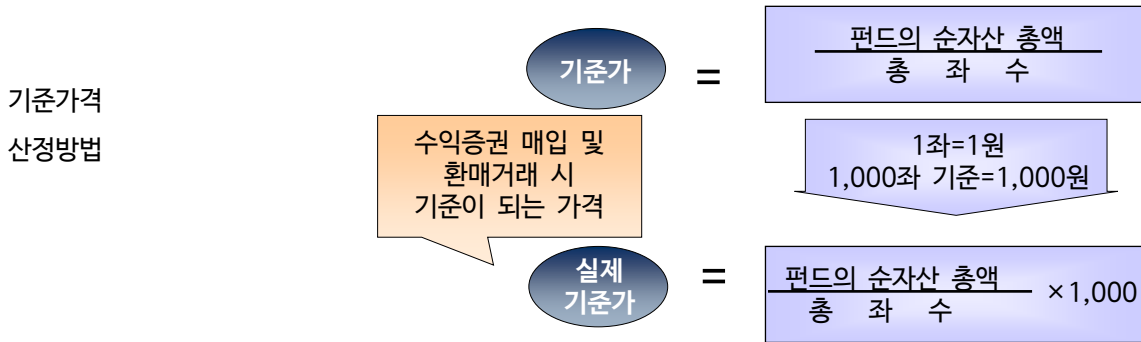 기준가격
산정방법
기준가
=
펀드의 순자산 총액
총 좌 수
수익증권 매입 및
환매거래 시
기준이 되는 가격
1좌=1원
1,000좌 기준=1,000원
실제
기준가
=
펀드의 순자산 총액
총 좌 수
×1,000